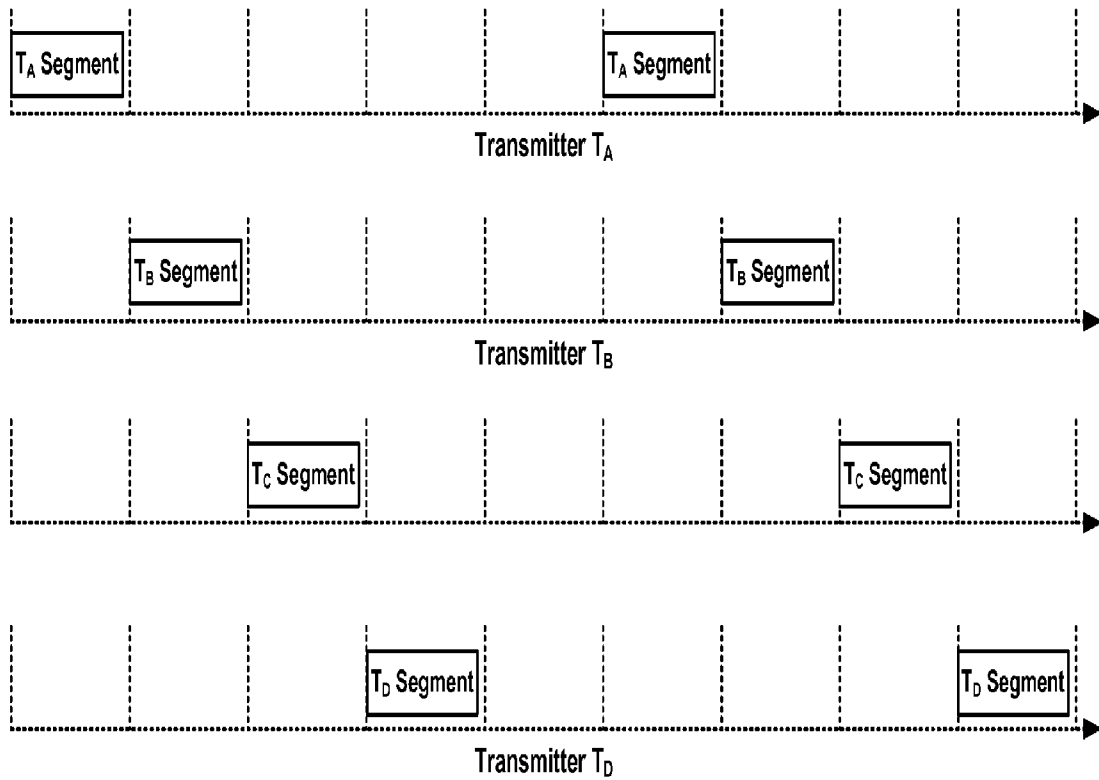 T_A Segment T_A Segment
Transmitter T_A
T_B Segment T_B Segment
Transmitter T_B
T_C Segment T_C Segment
T_D Segment T_D Segment
Transmitter T_D